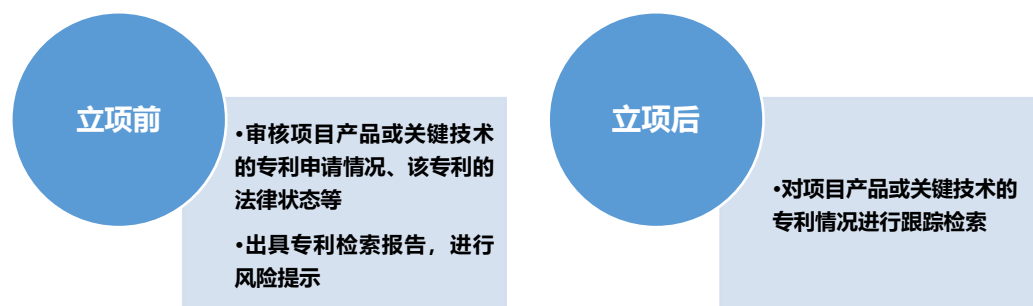 立项前
•审核项目产品或关键技术
的专利申请情况、该专利的
法律状态等
•出具专利检索报告，进行
风险提示
立项后
•对项目产品或关键技术的
专利情况进行跟踪检索